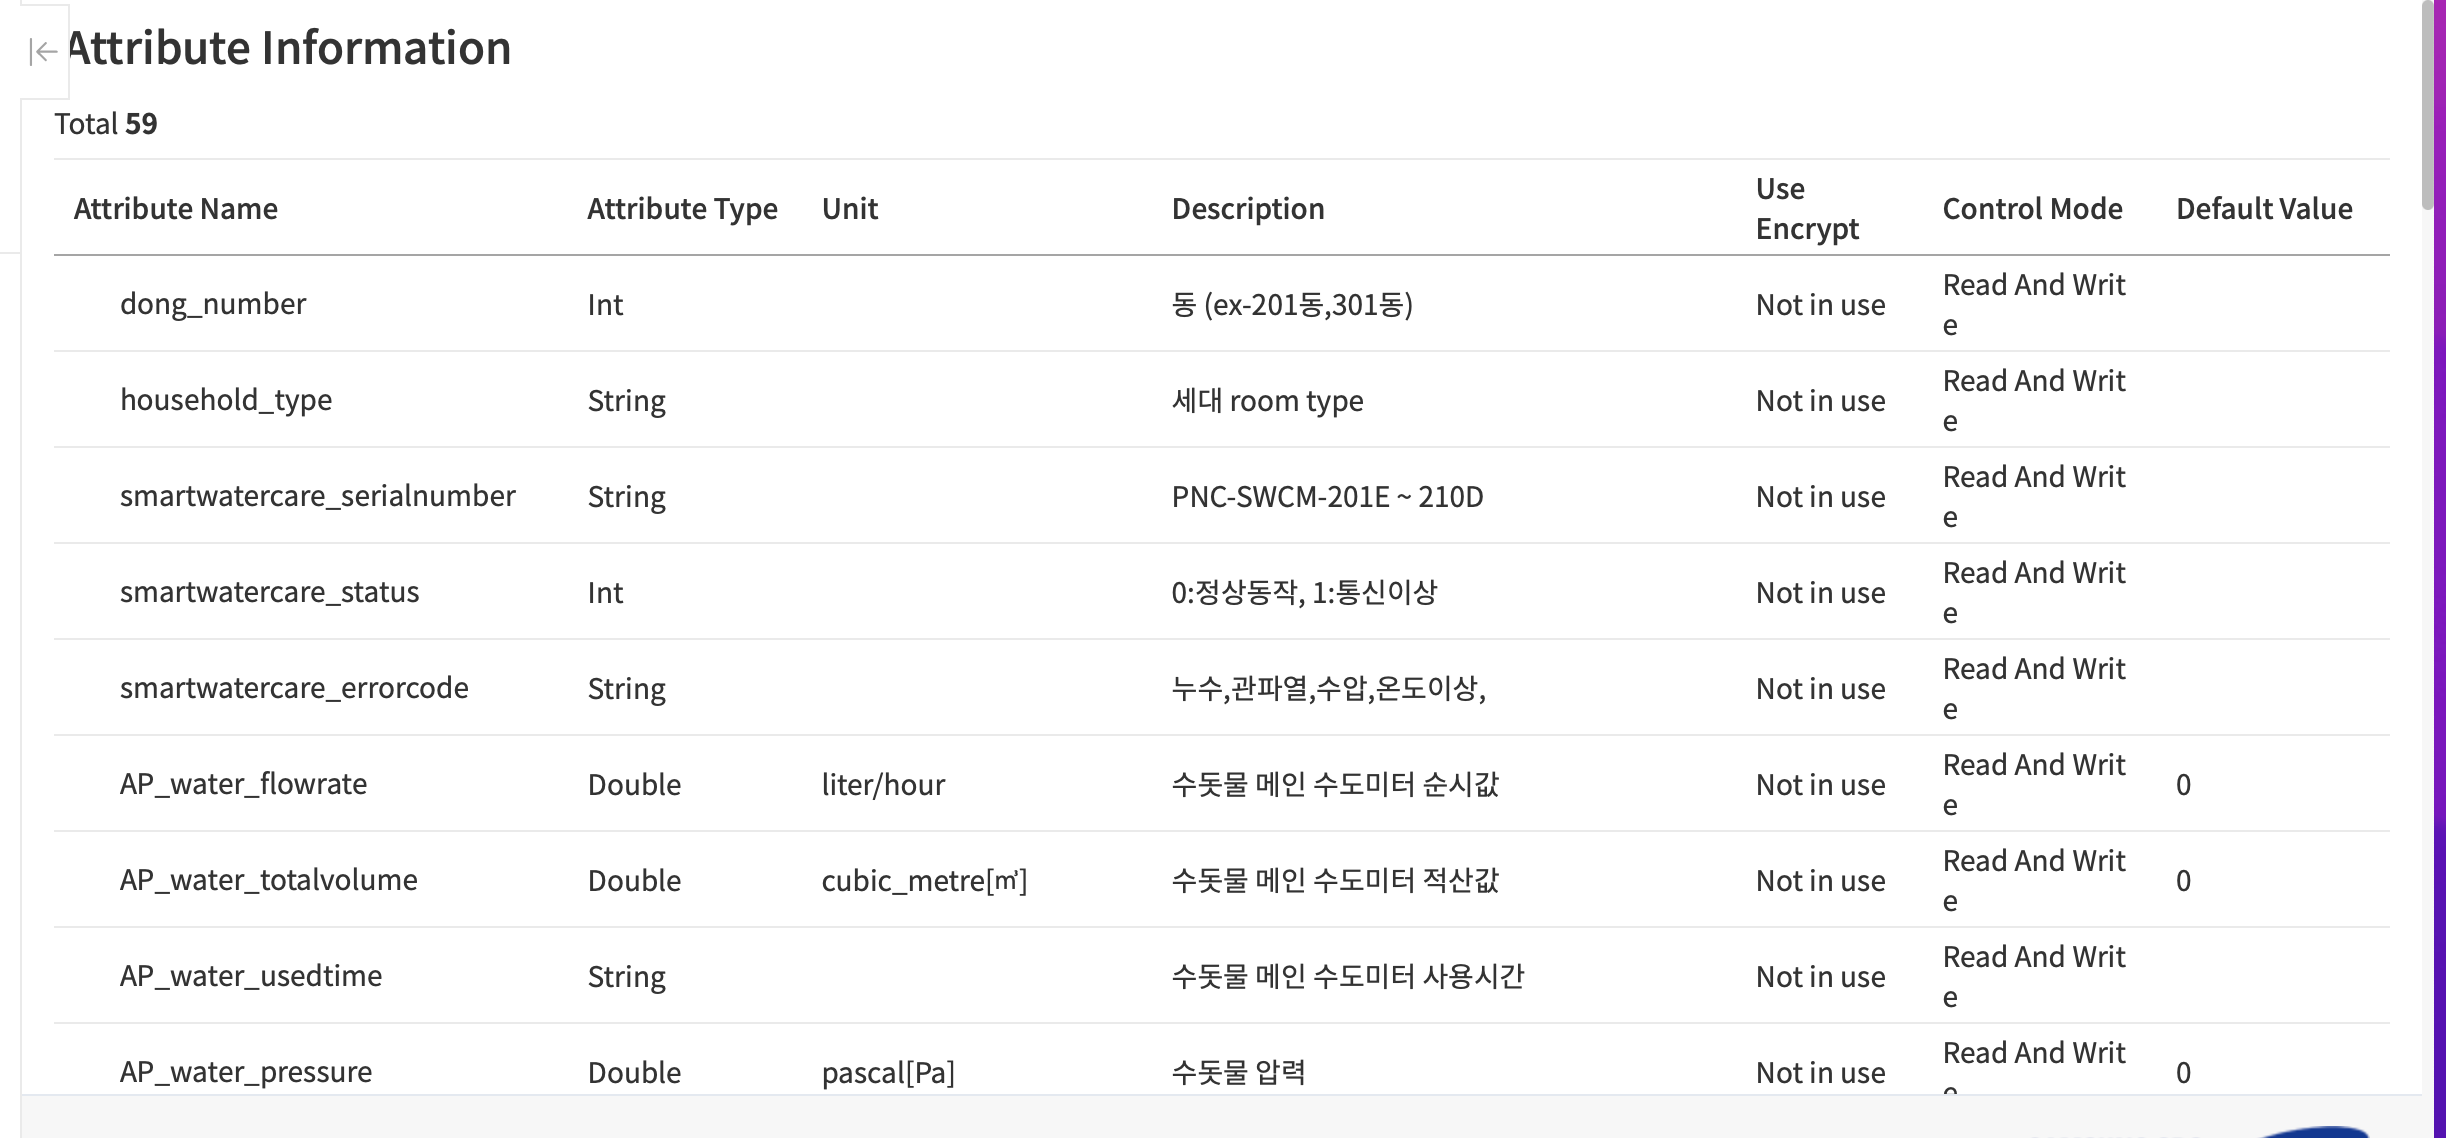 Attribute Information
Total 59
Attribute Name Attribute Type Unit Description Use Encrypt Control Mode Default Value
dong_number Int 동 (ex-201동,301동) Not in use Read And Write
household_type String 세대 room type Not in use Read And Write
smartwatercare_serialnumber String PNC-SWCM-201E ~ 210D Not in use Read And Write
smartwatercare_status Int 0:정상동작, 1:통신이상 Not in use Read And Write
smartwatercare_errorcode String 누수,관파열,수압,온도이상, Not in use Read And Write
AP_water_flowrate Double liter/hour 수돗물 메인 수도미터 순시값 Not in use Read And Write 0
AP_water_totalvolume Double cubic_metre[㎥] 수돗물 메인 수도미터 적산값 Not in use Read And Write 0
AP_water_usedtime String 수돗물 메인 수도미터 사용시간 Not in use Read And Write
AP_water_pressure Double pascal[Pa] 수돗물 압력 Not in use Read And Write 0